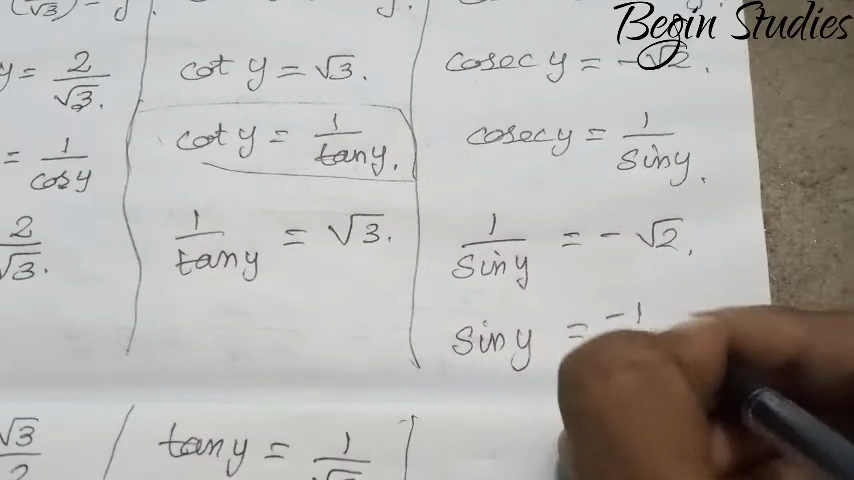 Begin Studies
y = 2/√3.
= 1/cos y
2/√3.
√3/2
cot y = √3.
cot y = 1/tan y.
1/tan y = √3.
tan y = 1/√
cosec y = -√2.
cosec y = 1/sin y.
1/sin y = -√2.
sin y = -1